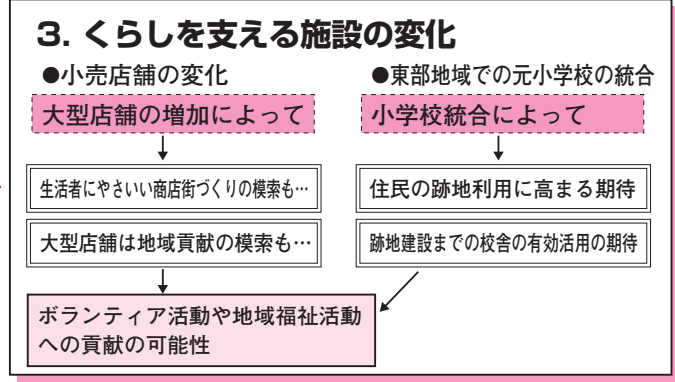 3. くらしを支える施設の変化
●小売店舗の変化
大型店舗の増加によって
生活者にやさいい商店街づくりの模索も…
大型店舗は地域貢献の模索も…
●東部地域での元小学校の統合
小学校統合によって
住民の跡地利用に高まる期待
跡地建設までの校舎の有効活用の期待
ボランティア活動や地域福祉活動
への貢献の可能性